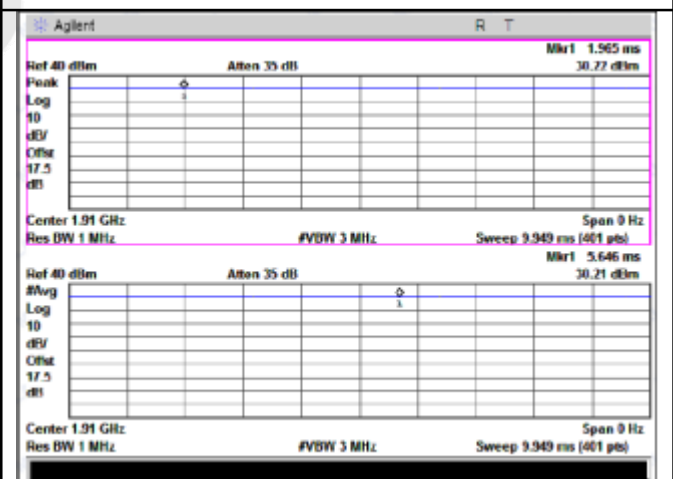 Agilent R T
Mkr1 1.965 ms
Ref 40 dBm Atten 35 dB 30.22 dBm
Peak
Log
10
dB/
Offst
17.5
dB
1
Center 1.91 GHz Span 0 Hz
Res BW 1 MHz #VBW 3 MHz Sweep 9.949 ms (401 pts)
Mkr1 5.646 ms
Ref 40 dBm Atten 35 dB 30.21 dBm
#Avg
Log
10
dB/
Offst
17.5
dB
1
Center 1.91 GHz Span 0 Hz
Res BW 1 MHz #VBW 3 MHz Sweep 9.949 ms (401 pts)